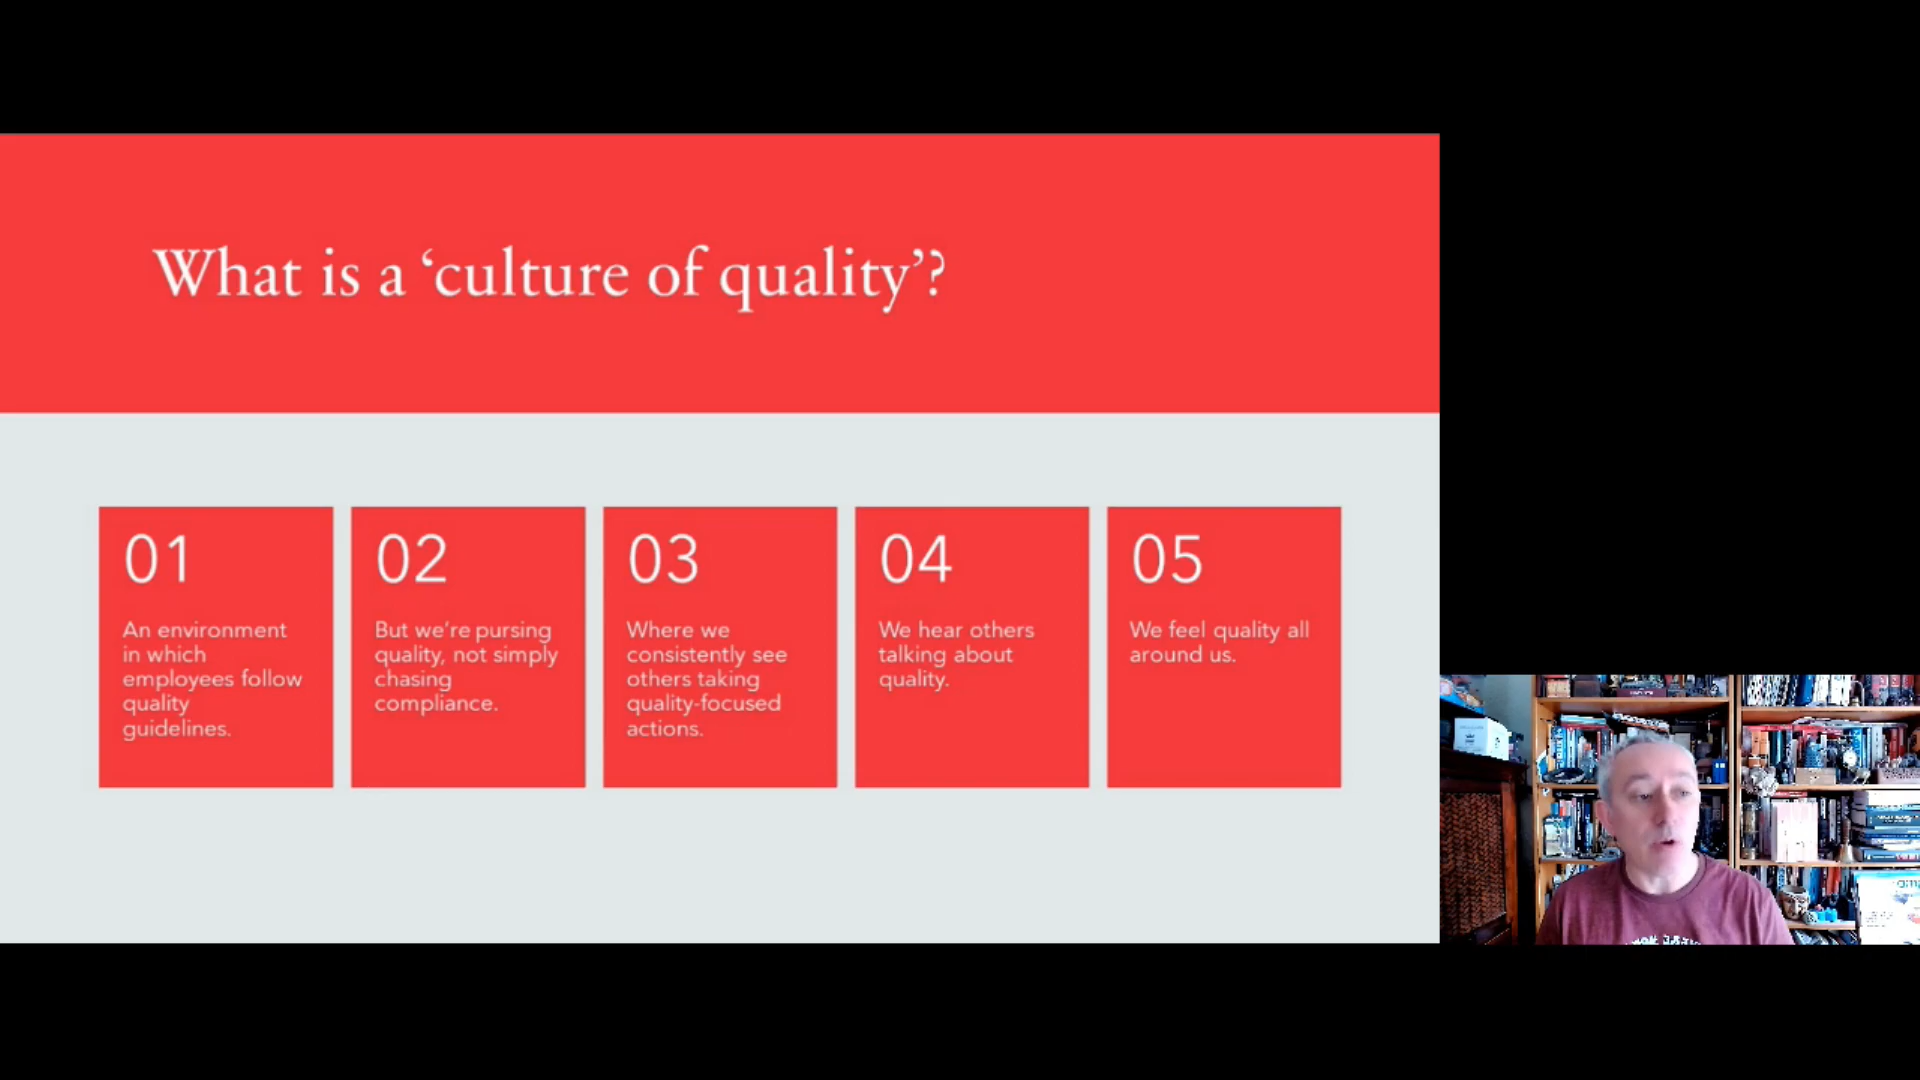 What is a ‘culture of quality’?
01
An environment
in which
employees follow
quality
guidelines.
02
But we’re pursing
quality, not simply
chasing
compliance.
03
Where we
consistently see
others taking
quality-focused
actions.
04
We hear others
talking about
quality.
05
We feel quality all
around us.